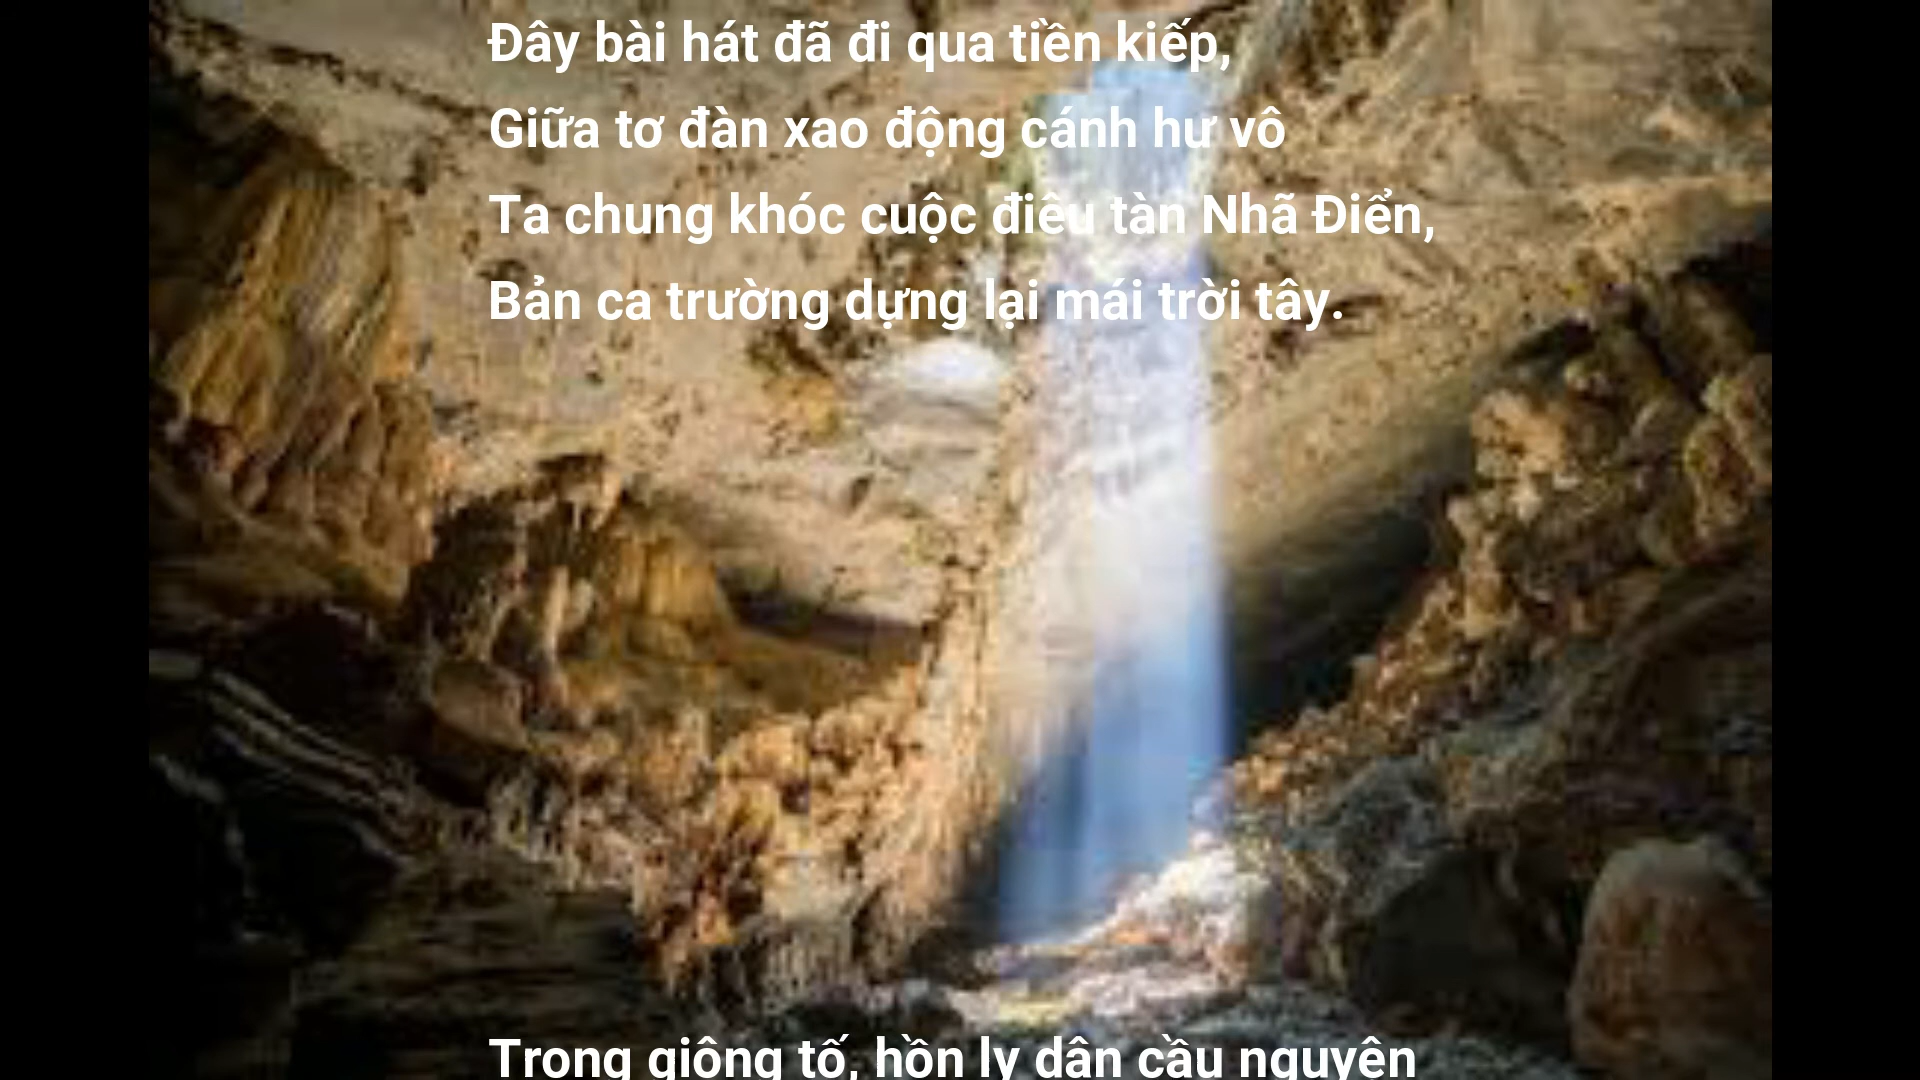 Đây bài hát đã đi qua tiền kiếp,
Giữa tơ đàn xao động cánh hư vô
Ta chung khóc cuộc điêu tàn Nhã Điển,
Bản ca trường dựng lại mái trời tây.
Trong giông tố, hồn ly dân cầu nguyện